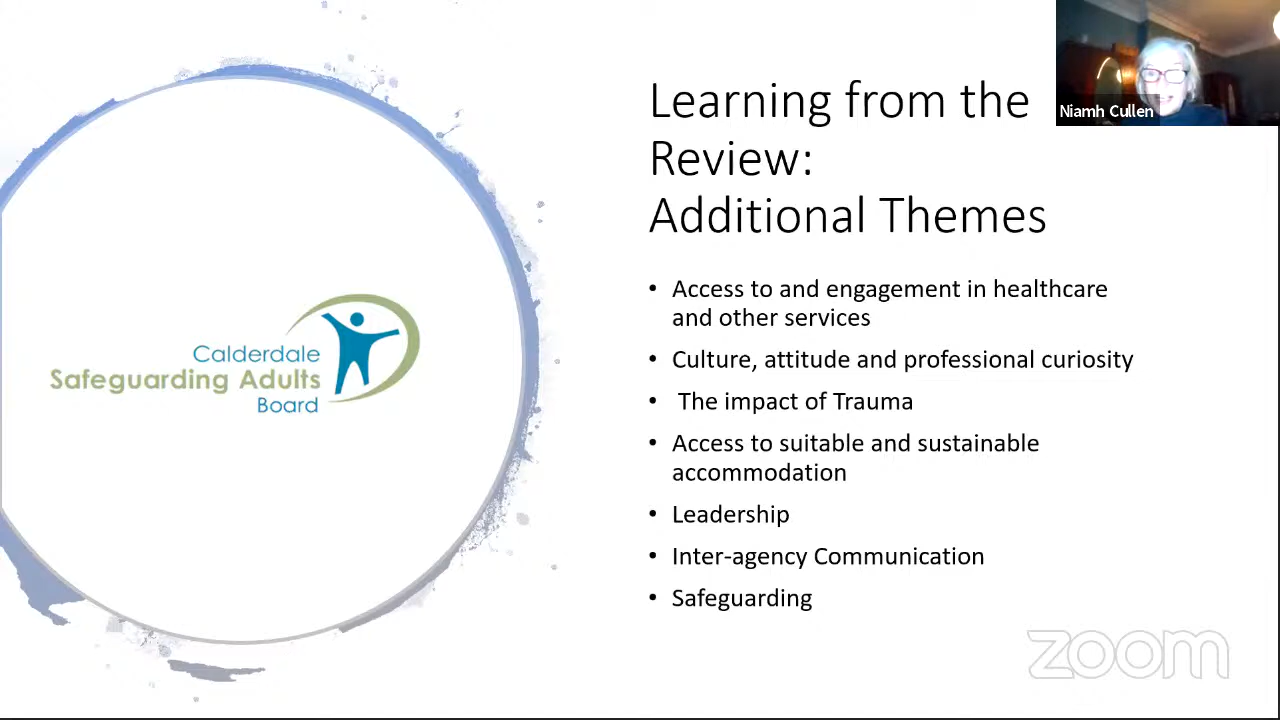 Learning from the
Review:
Additional Themes
Niamh Cullen
Calderdale
Safeguarding Adults
Board
• Access to and engagement in healthcare
and other services
• Culture, attitude and professional curiosity
• The impact of Trauma
• Access to suitable and sustainable
accommodation
• Leadership
• Inter-agency Communication
• Safeguarding
zoom